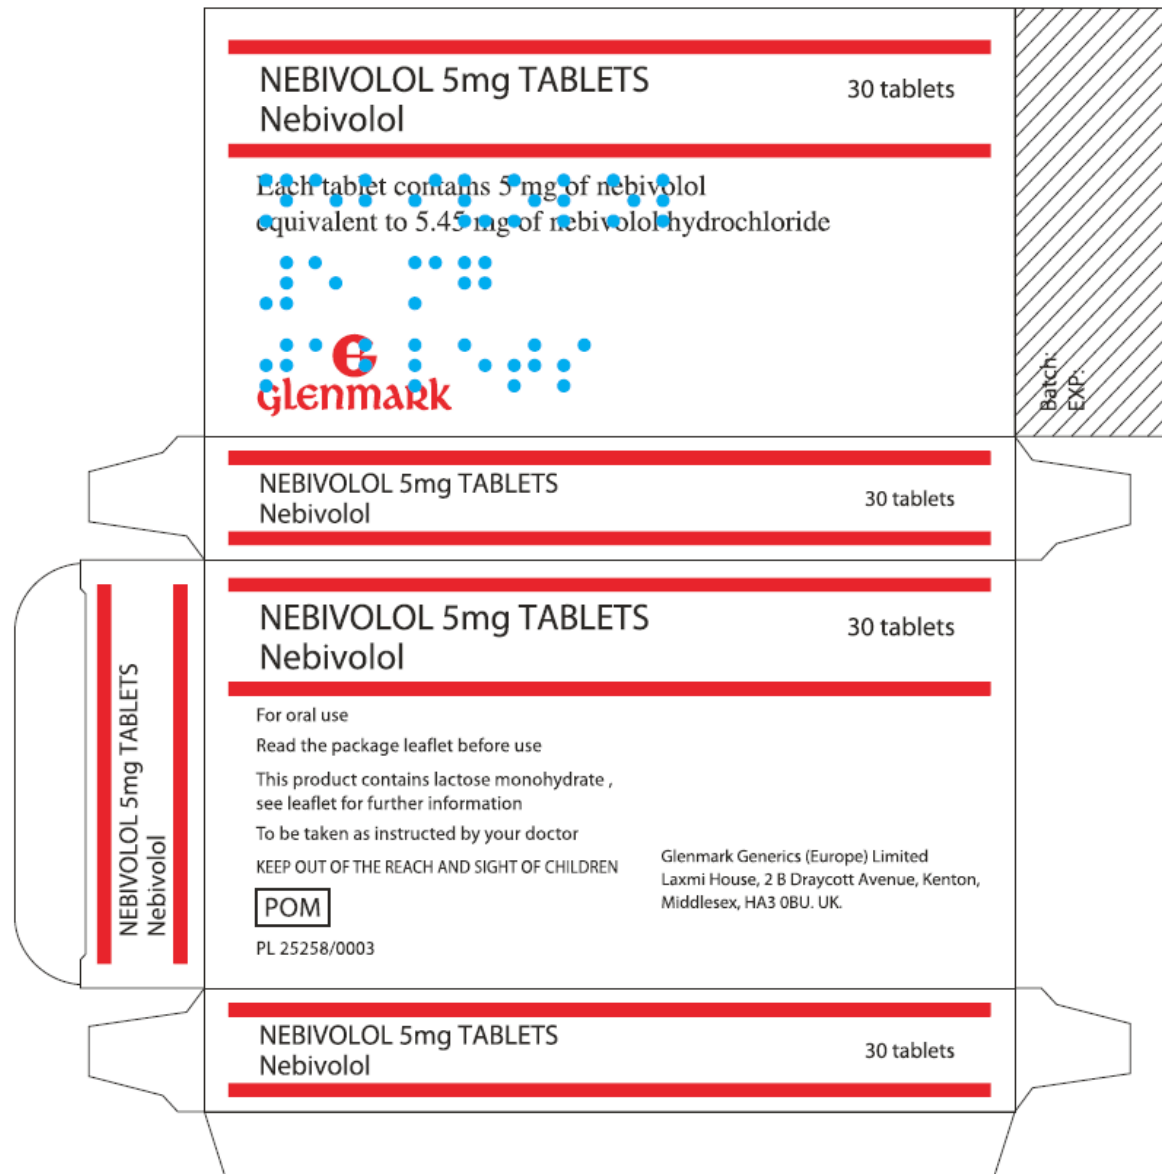 NEBIVOLOL 5mg TABLETS
Nebivolol
30 tablets
Each tablet contains 5 mg of nebivolol
equivalent to 5.45 mg of nebivolol hydrochloride
glenmark
Batch:
EXP:
NEBIVOLOL 5mg TABLETS
Nebivolol
30 tablets
NEBIVOLOL 5mg TABLETS
Nebivolol
NEBIVOLOL 5mg TABLETS
Nebivolol
30 tablets
For oral use
Read the package leaflet before use
This product contains lactose monohydrate ,
see leaflet for further information
To be taken as instructed by your doctor
KEEP OUT OF THE REACH AND SIGHT OF CHILDREN
POM
PL 25258/0003
Glenmark Generics (Europe) Limited
Laxmi House, 2 B Draycott Avenue, Kenton,
Middlesex, HA3 0BU. UK.
NEBIVOLOL 5mg TABLETS
Nebivolol
30 tablets